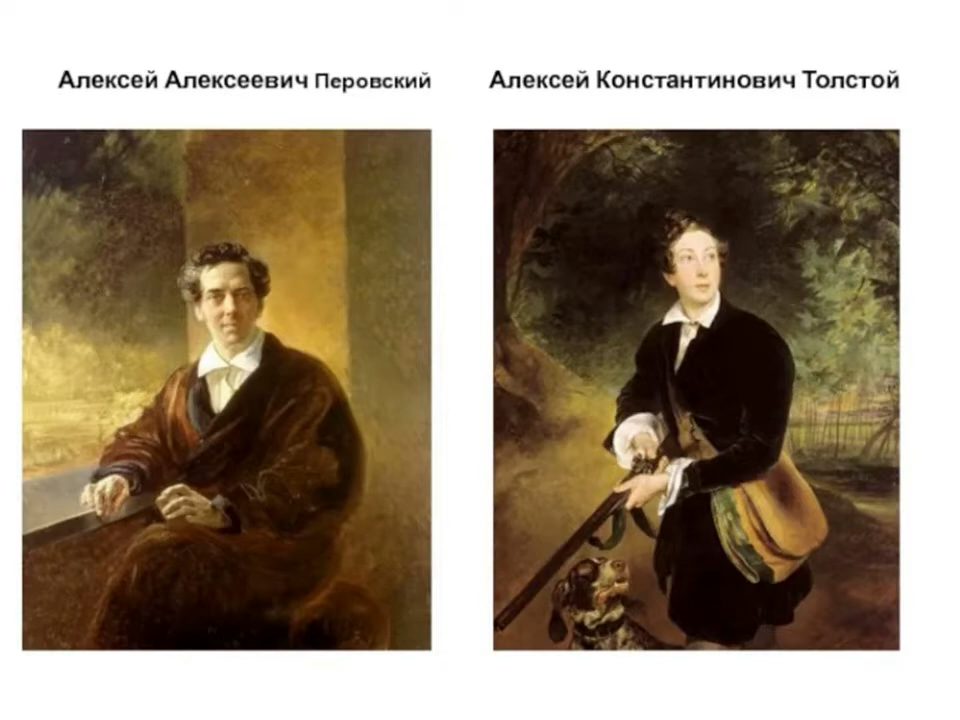 Алексей Алексеевич Перовский
Алексей Константинович Толстой